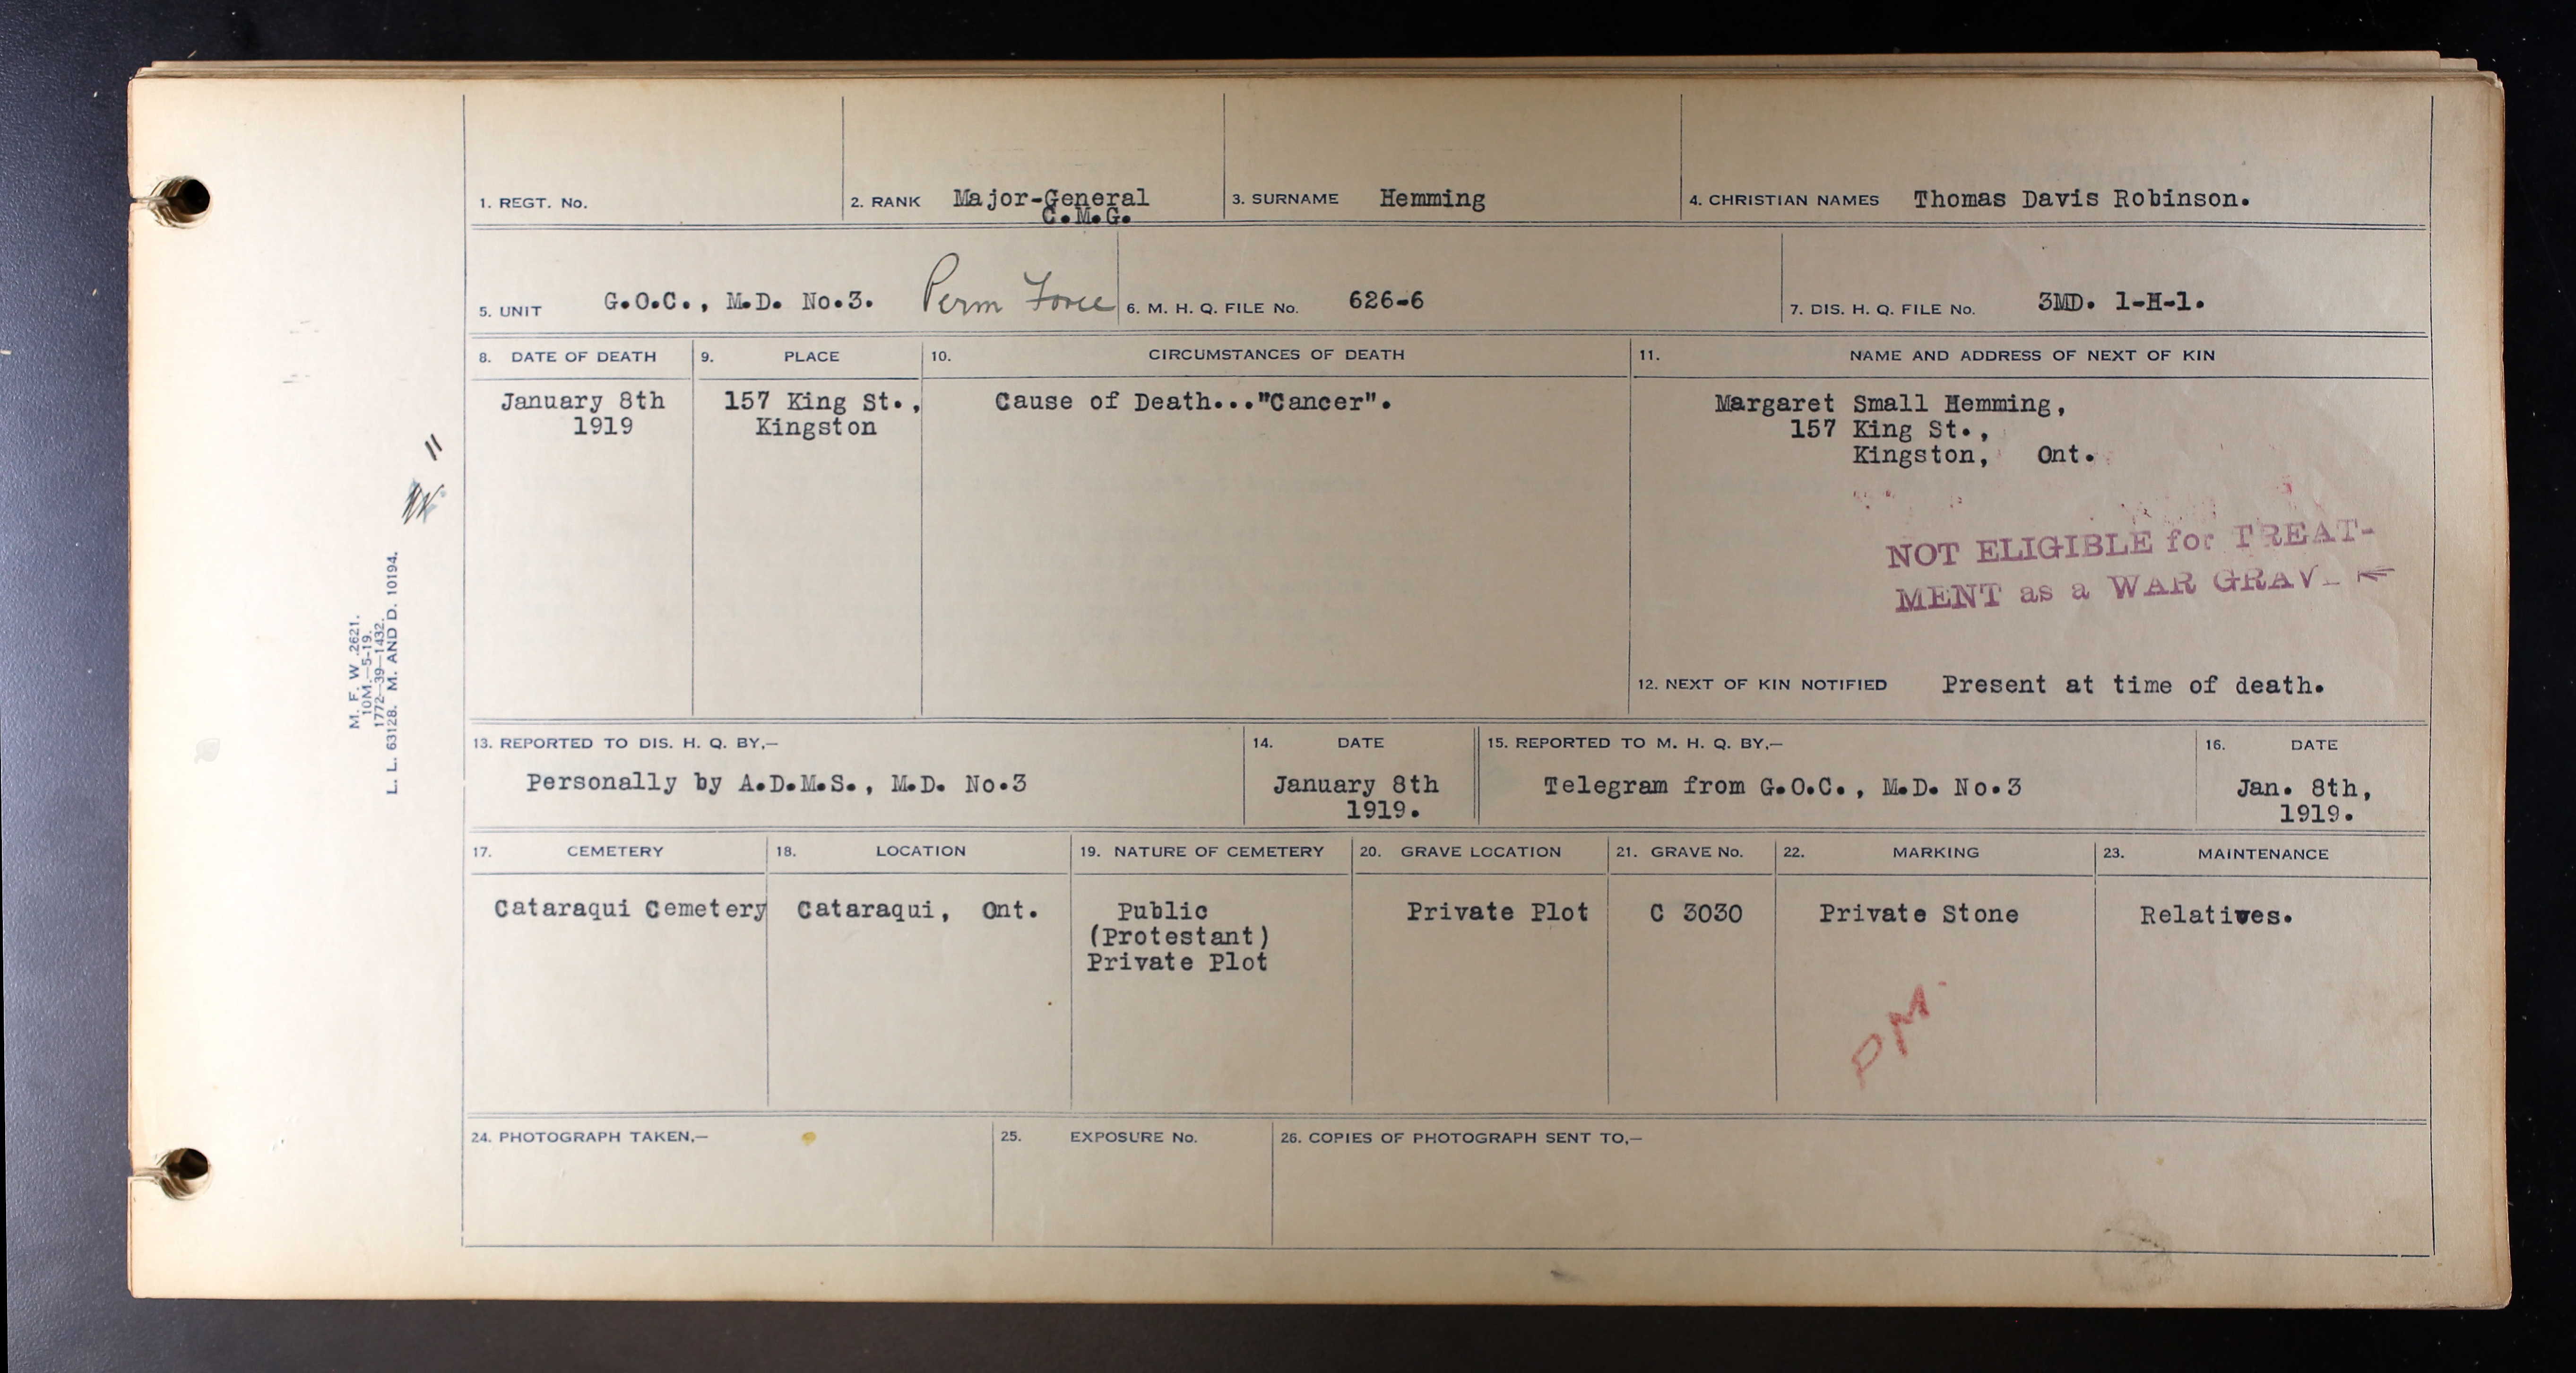 1. REGT. No.
2. RANK Major-General
C.M.G.
3. SURNAME Hemming
4. CHRISTIAN NAMES Thomas Davis Robinson.
5. UNIT G.O.C., M.D. No.3. Perm Force
6. M. H. Q. FILE No. 626-6
7. DIS. H. Q. FILE No. 3MD. 1-H-1.
8. DATE OF DEATH
January 8th
1919
9. PLACE
157 King St.,
Kingston
10. CIRCUMSTANCES OF DEATH
Cause of Death..."Cancer".
11. NAME AND ADDRESS OF NEXT OF KIN
Margaret Small Hemming,
157 King St.,
Kingston, Ont.
NOT ELIGIBLE for TREAT-
MENT as a WAR GRAVE
12. NEXT OF KIN NOTIFIED Present at time of death.
13. REPORTED TO DIS. H. Q. BY,—
Personally by A.D.M.S., M.D. No.3
14. DATE
January 8th
1919.
15. REPORTED TO M. H. Q. BY,—
Telegram from G.O.C., M.D. No.3
16. DATE
Jan. 8th,
1919.
17. CEMETERY
Cataraqui Cemetery
18. LOCATION
Cataraqui, Ont.
19. NATURE OF CEMETERY
Public
(Protestant)
Private Plot
20. GRAVE LOCATION
Private Plot
21. GRAVE No.
C 3030
22. MARKING
Private Stone
PM
23. MAINTENANCE
Relatives.
24. PHOTOGRAPH TAKEN,—
25. EXPOSURE No.
26. COPIES OF PHOTOGRAPH SENT TO,—
M. F. W. 2621.
10M.—5-19.
1772—39—1432.
L. L. 63128. M. AND D. 10194.